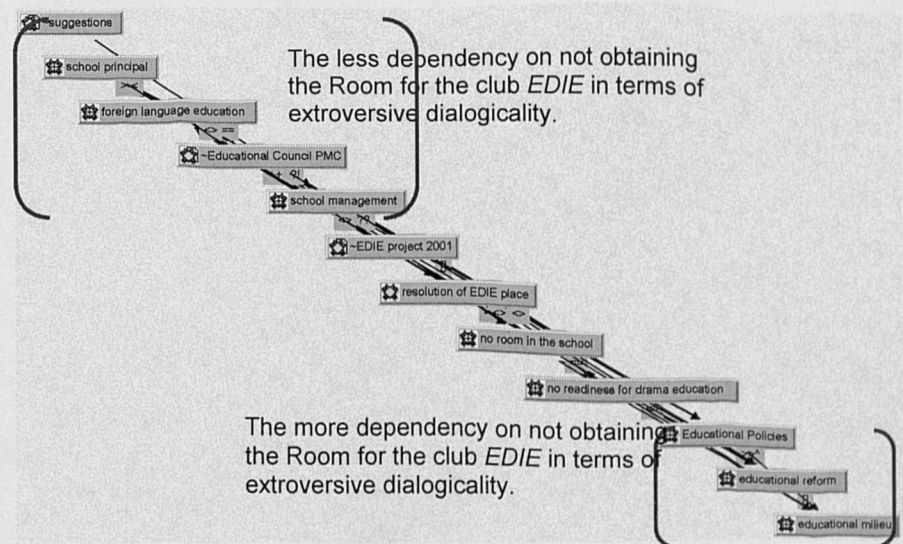 ~suggestions
school principal
The less dependency on not obtaining
the Room for the club EDIE in terms of
extroversive dialogicality.
foreign language education
~Educational Council PMC
school management
~EDIE project 2001
resolution of EDIE place
no room in the school
no readiness for drama education
The more dependency on not obtaining
the Room for the club EDIE in terms of
extroversive dialogicality.
Educational Policies
educational reform
educational milieu